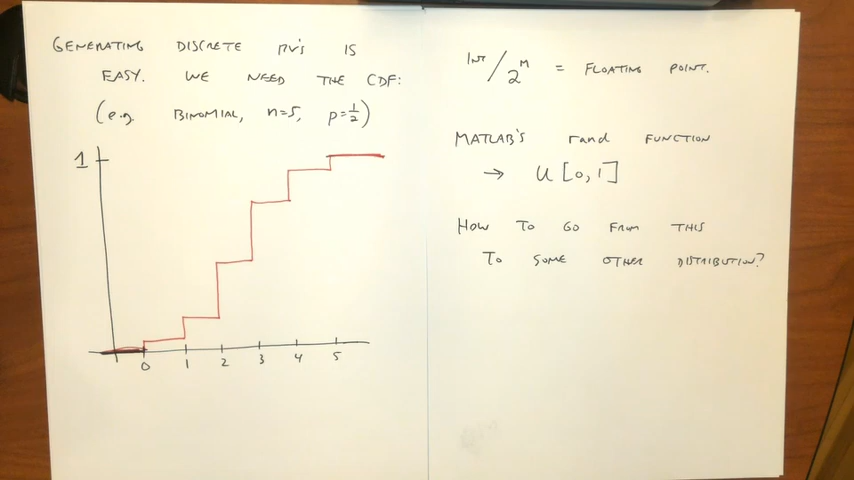 GENERATING DISCRETE RV'S IS
EASY. WE NEED THE CDF:
(e.g. BINOMIAL, n=5, p=1/2)
1
0 1 2 3 4 5
INT/2^M = FLOATING POINT.
MATLAB'S rand FUNCTION
→ U[0,1]
HOW TO GO FROM THIS
TO SOME OTHER DISTRIBUTION?